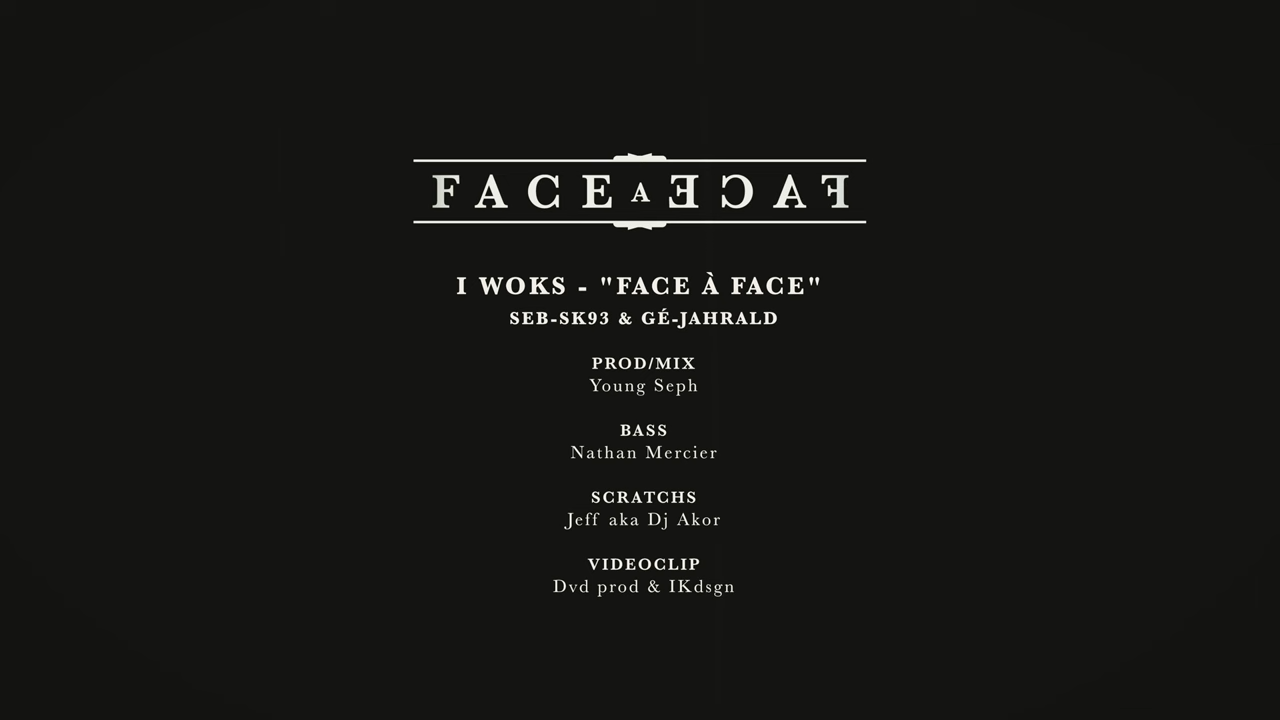 FACE A FACE
I WOKS - "FACE À FACE"
SEB-SK93 & GÉ-JAHRALD
PROD/MIX
Young Seph
BASS
Nathan Mercier
SCRATCHS
Jeff aka Dj Akor
VIDEOCLIP
Dvd prod & IKdsgn